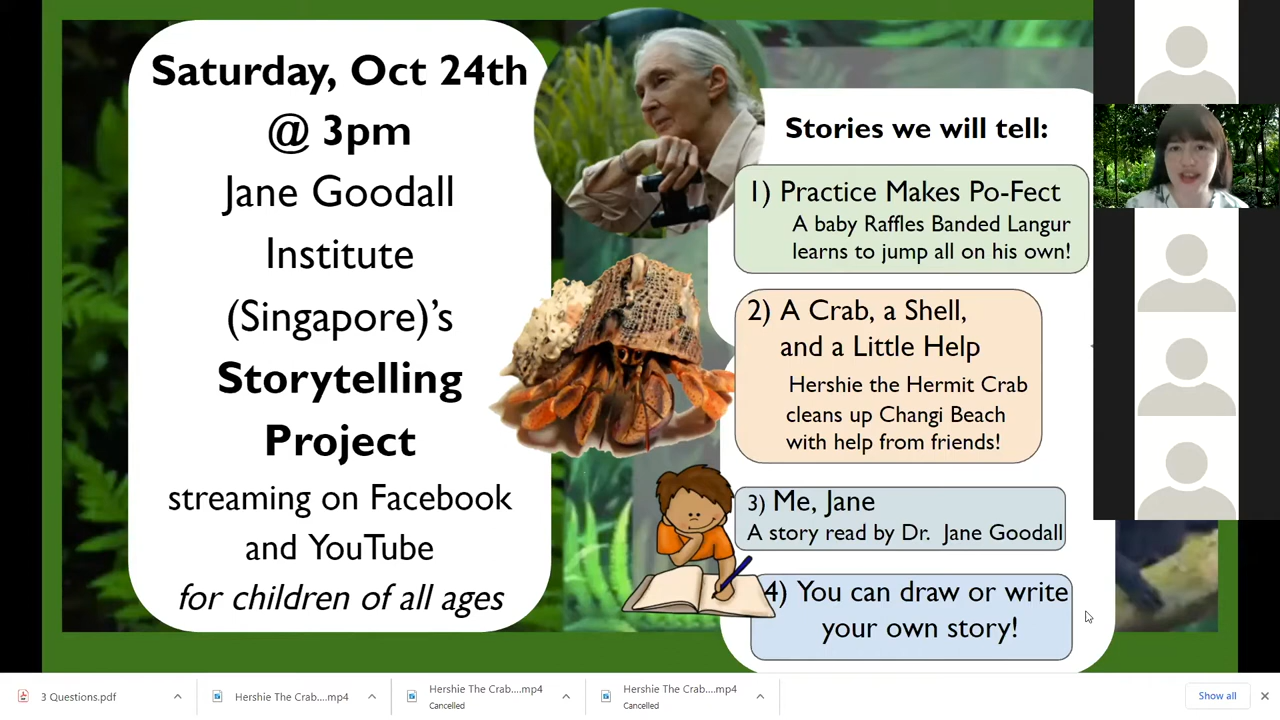 Saturday, Oct 24th
@ 3pm
Jane Goodall
Institute
(Singapore)'s
Storytelling
Project
streaming on Facebook
and YouTube
for children of all ages
Stories we will tell:
1) Practice Makes Po-Fect
A baby Raffles Banded Langur
learns to jump all on his own!
2) A Crab, a Shell,
and a Little Help
Hershie the Hermit Crab
cleans up Changi Beach
with help from friends!
3) Me, Jane
A story read by Dr. Jane Goodall
4) You can draw or write
your own story!
3 Questions.pdf
Hershie The Crab....mp4
Hershie The Crab....mp4
Cancelled
Hershie The Crab....mp4
Cancelled
Show all